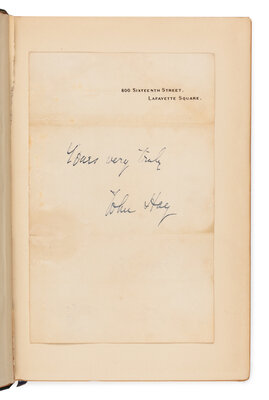 800 Sixteenth Street,
Lafayette Square.
Yours very truly
John Hay